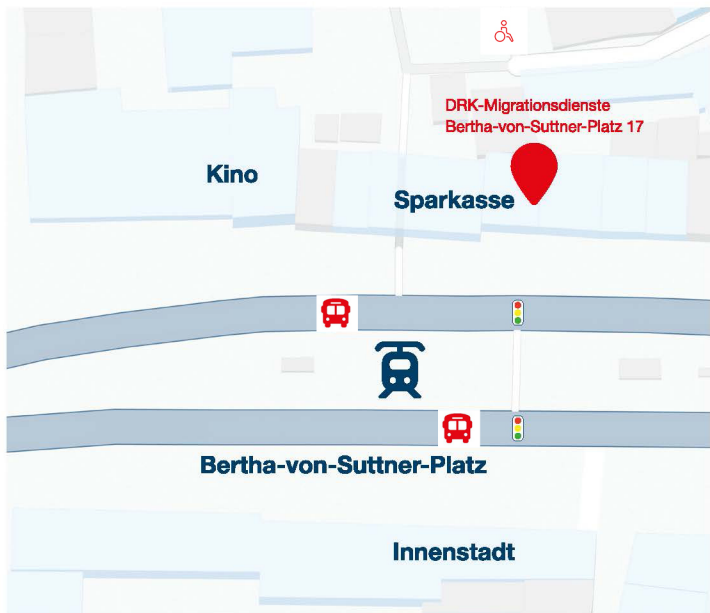 DRK-Migrationsdienste
Bertha-von-Suttner-Platz 17
Kino
Sparkasse
Bertha-von-Suttner-Platz
Innenstadt